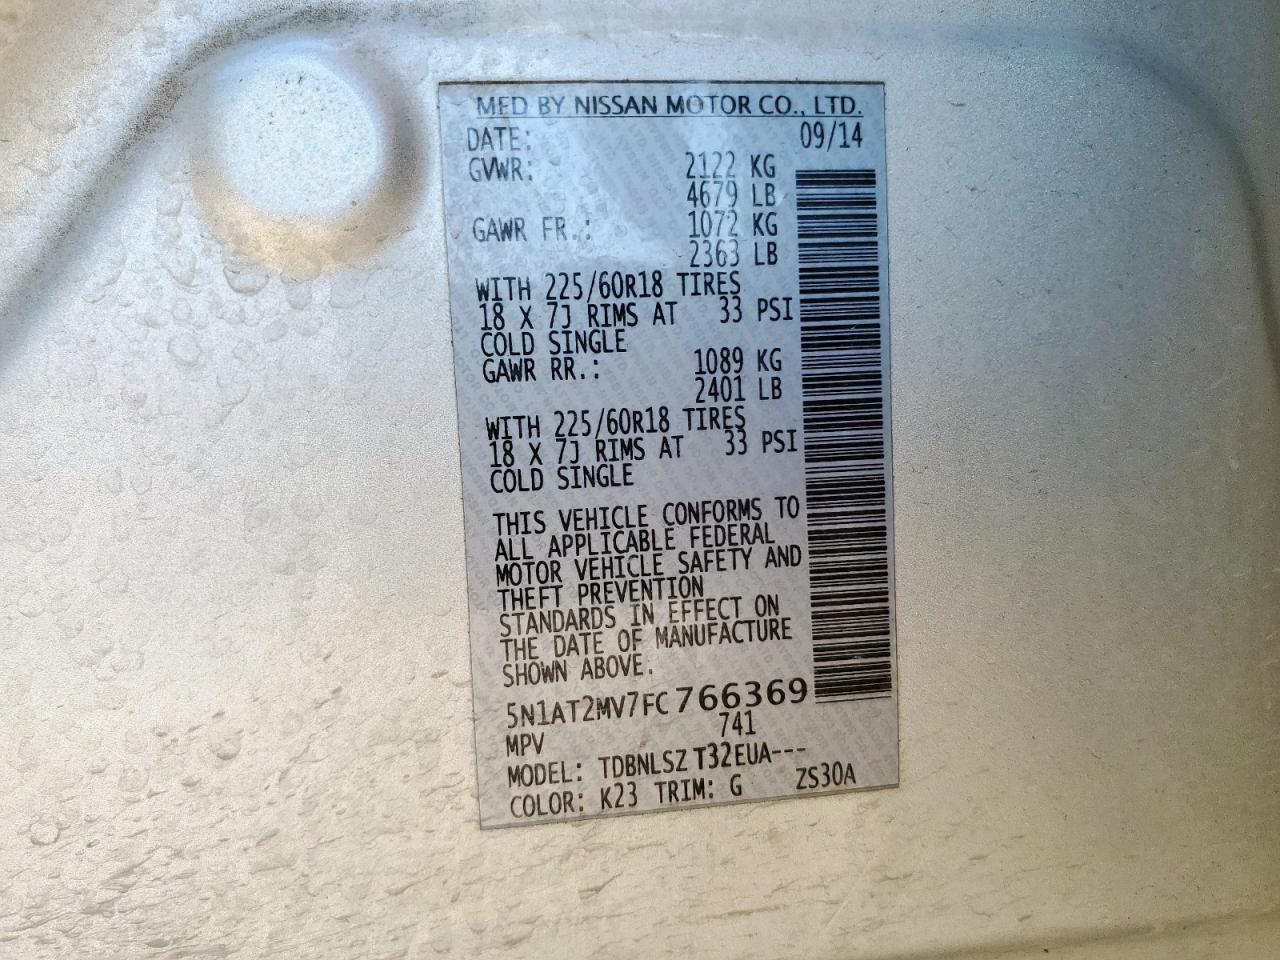 MFD BY NISSAN MOTOR CO., LTD.
DATE: 09/14
GVWR: 2122 KG
4679 LB
GAWR FR.: 1072 KG
2363 LB
WITH 225/60R18 TIRES
18 X 7J RIMS AT 33 PSI
COLD SINGLE
GAWR RR.: 1089 KG
2401 LB
WITH 225/60R18 TIRES
18 X 7J RIMS AT 33 PSI
COLD SINGLE
THIS VEHICLE CONFORMS TO
ALL APPLICABLE FEDERAL
MOTOR VEHICLE SAFETY AND
THEFT PREVENTION
STANDARDS IN EFFECT ON
THE DATE OF MANUFACTURE
SHOWN ABOVE.
5N1AT2MV7FC766369
MPV 741
MODEL: TDBNLSZ T32EUA---
COLOR: K23 TRIM: G ZS30A